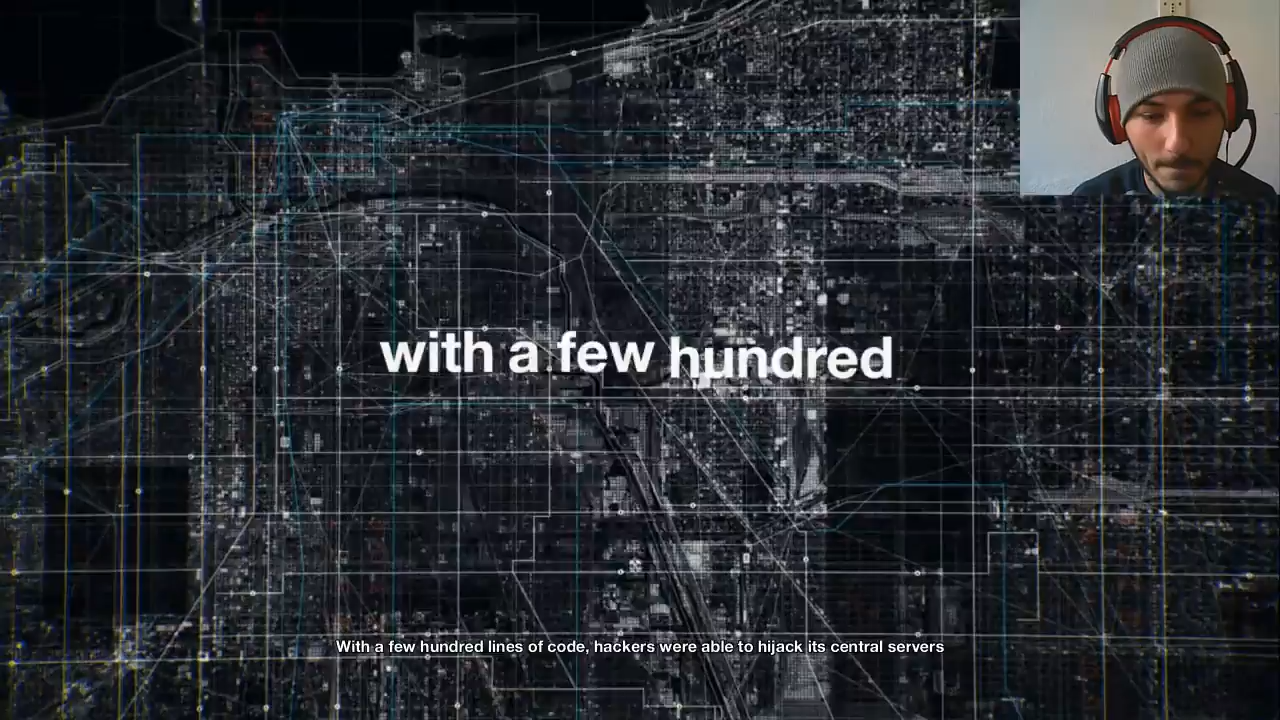 with a few hundred
With a few hundred lines of code, hackers were able to hijack its central servers